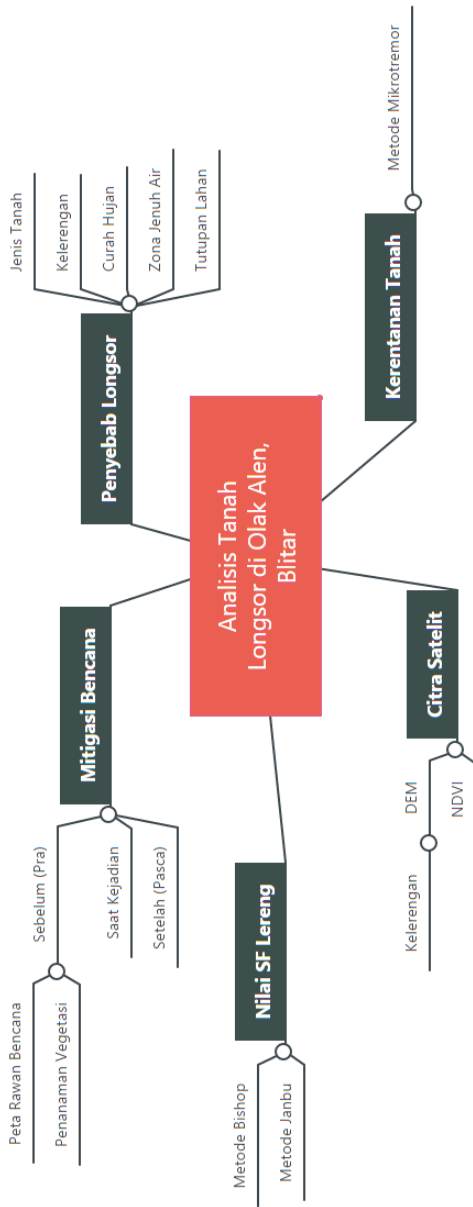 Analisis Tanah
Longsor di Olak Alen,
Blitar
Penyebab Longsor
Jenis Tanah
Kelerengan
Curah Hujan
Zona Jenuh Air
Tutupan Lahan
Kerentanan Tanah
Metode Mikrotremor
Citra Satelit
DEM
Kelerengan
NDVI
Nilai SF Lereng
Metode Bishop
Metode Janbu
Mitigasi Bencana
Sebelum (Pra)
Peta Rawan Bencana
Penanaman Vegetasi
Saat Kejadian
Setelah (Pasca)